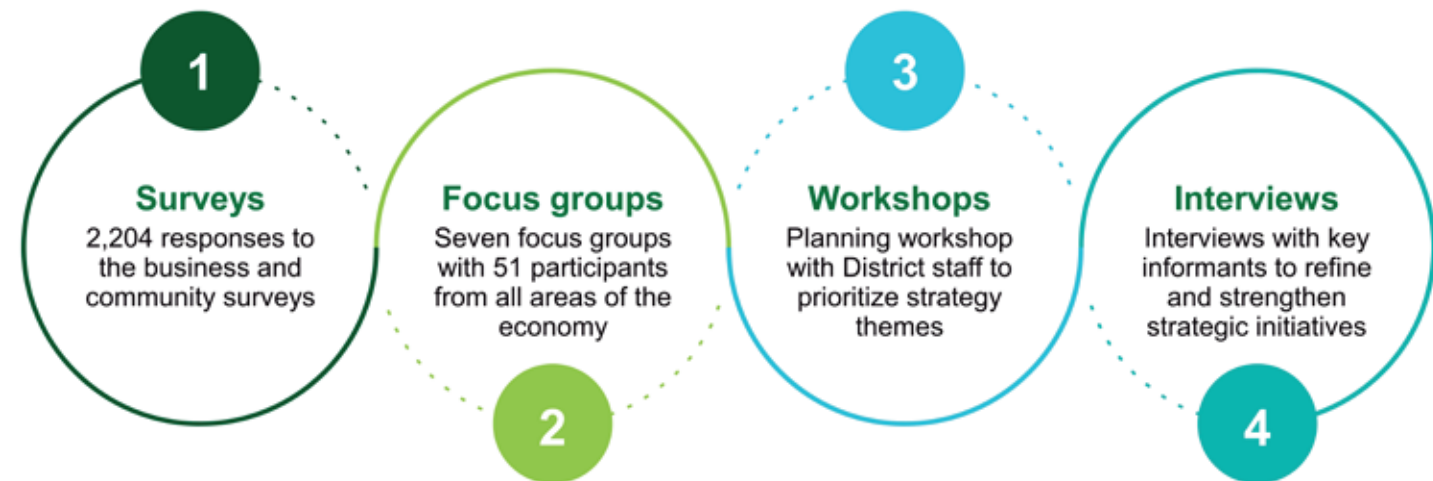 1
Surveys
2,204 responses to
the business and
community surveys
2
Focus groups
Seven focus groups
with 51 participants
from all areas of the
economy
3
Workshops
Planning workshop
with District staff to
prioritize strategy
themes
4
Interviews
Interviews with key
informants to refine
and strengthen
strategic initiatives